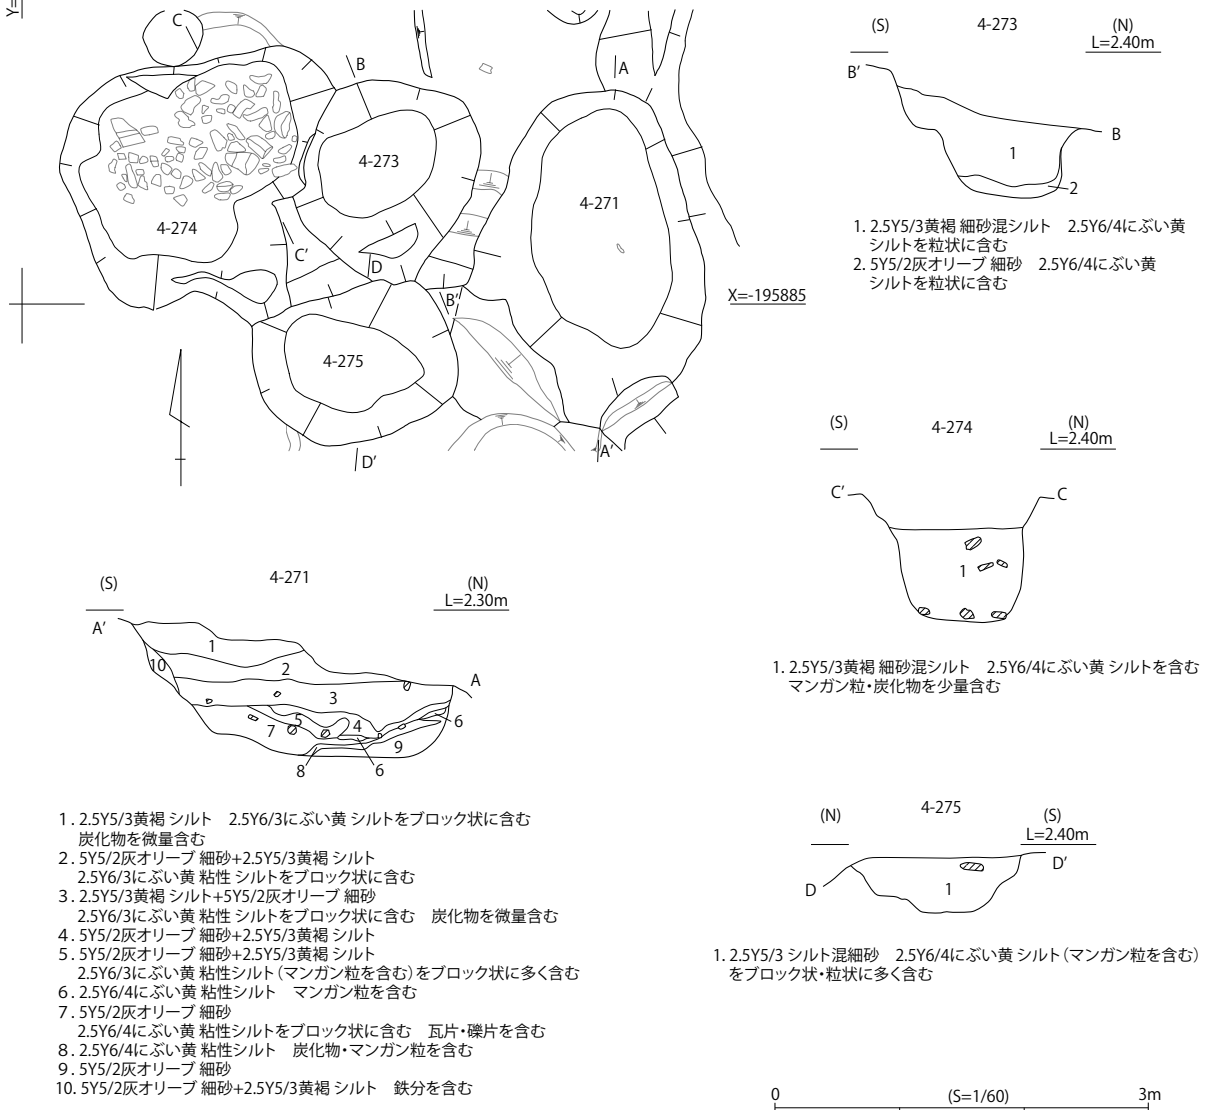 Y=
C
B
A
4-273
4-271
4-274
C'
D
B'
X=-195885
4-275
D'
A'
(S) 4-273 (N)
L=2.40m
B'
B
1
2
1. 2.5Y5/3黄褐 細砂混シルト　2.5Y6/4にぶい黄
シルトを粒状に含む
2. 5Y5/2灰オリーブ 細砂　2.5Y6/4にぶい黄
シルトを粒状に含む
(S) 4-274 (N)
L=2.40m
C'
C
1
1. 2.5Y5/3黄褐 細砂混シルト　2.5Y6/4にぶい黄 シルトを含む
マンガン粒・炭化物を少量含む
(S) 4-271 (N)
L=2.30m
A'
1
10
2
A
3
5
4
6
7
9
8
6
1. 2.5Y5/3黄褐 シルト　2.5Y6/3にぶい黄 シルトをブロック状に含む
炭化物を微量含む
2. 5Y5/2灰オリーブ 細砂+2.5Y5/3黄褐 シルト
2.5Y6/3にぶい黄 粘性 シルトをブロック状に含む
3. 2.5Y5/3黄褐 シルト+5Y5/2灰オリーブ 細砂
2.5Y6/3にぶい黄 粘性 シルトをブロック状に含む　炭化物を微量含む
4. 5Y5/2灰オリーブ 細砂+2.5Y5/3黄褐 シルト
5. 5Y5/2灰オリーブ 細砂+2.5Y5/3黄褐 シルト
2.5Y6/3にぶい黄 粘性シルト（マンガン粒を含む）をブロック状に多く含む
6. 2.5Y6/4にぶい黄 粘性シルト　マンガン粒を含む
7. 5Y5/2灰オリーブ 細砂
2.5Y6/4にぶい黄 粘性シルトをブロック状に含む　瓦片・礫片を含む
8. 2.5Y6/4にぶい黄 粘性シルト　炭化物・マンガン粒を含む
9. 5Y5/2灰オリーブ 細砂
10. 5Y5/2灰オリーブ 細砂+2.5Y5/3黄褐 シルト　鉄分を含む
(N) 4-275 (S)
L=2.40m
D'
D
1
1. 2.5Y5/3 シルト混細砂　2.5Y6/4にぶい黄 シルト（マンガン粒を含む）
をブロック状・粒状に多く含む
0 (S=1/60) 3m